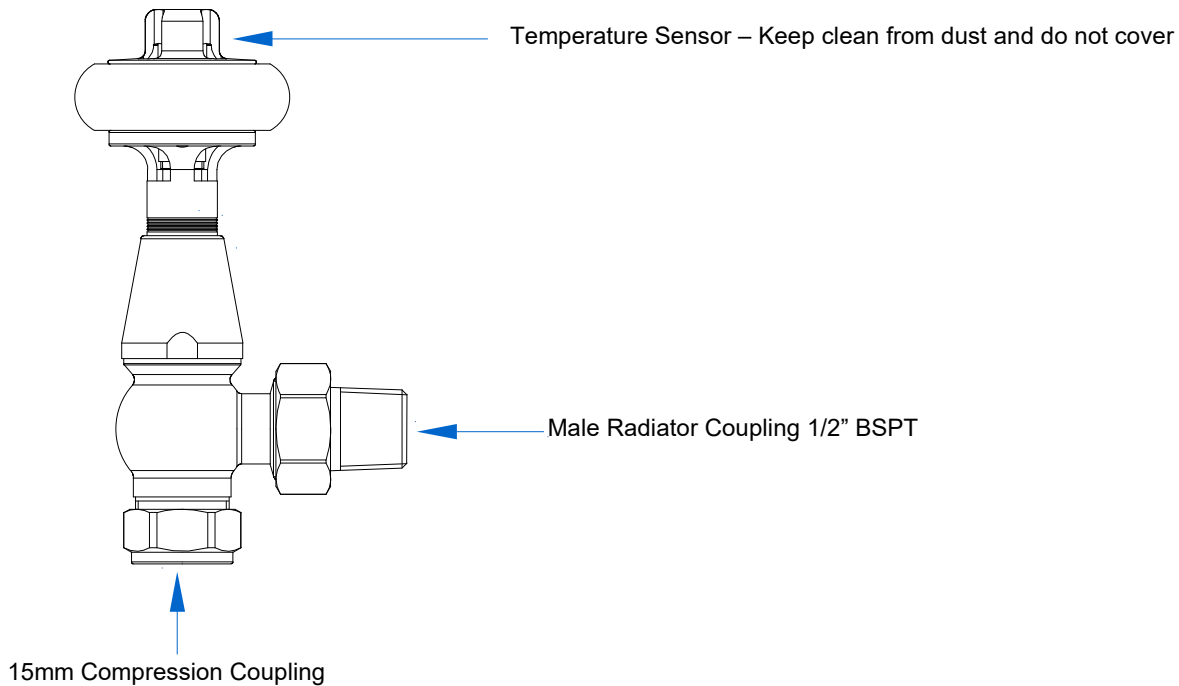 Temperature Sensor – Keep clean from dust and do not cover
Male Radiator Coupling 1/2” BSPT
15mm Compression Coupling